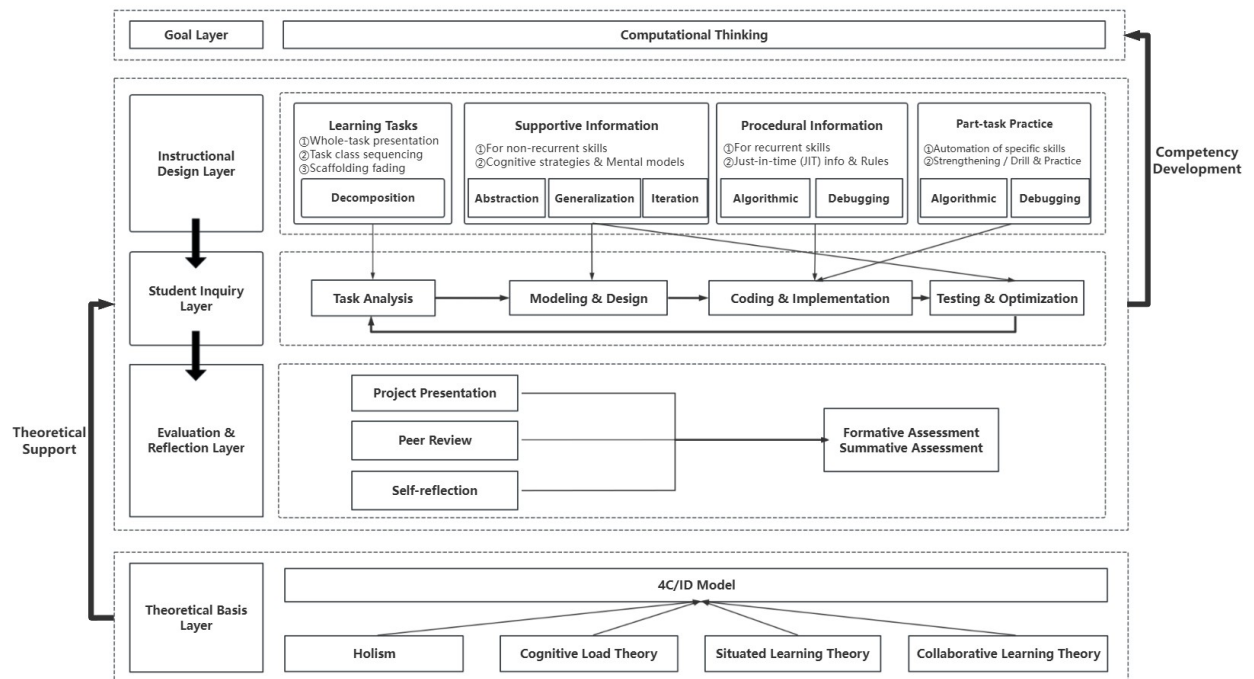 Goal Layer
Computational Thinking
Instructional
Design Layer
Learning Tasks
①Whole-task presentation
②Task class sequencing
③Scaffolding fading
Decomposition
Supportive Information
①For non-recurrent skills
②Cognitive strategies & Mental models
Abstraction
Generalization
Iteration
Procedural Information
①For recurrent skills
②Just-in-time (JIT) info & Rules
Algorithmic
Debugging
Part-task Practice
①Automation of specific skills
②Strengthening / Drill & Practice
Algorithmic
Debugging
Competency
Development
Student Inquiry
Layer
Task Analysis
Modeling & Design
Coding & Implementation
Testing & Optimization
Evaluation &
Reflection Layer
Project Presentation
Peer Review
Self-reflection
Formative Assessment
Summative Assessment
Theoretical
Support
Theoretical Basis
Layer
4C/ID Model
Holism
Cognitive Load Theory
Situated Learning Theory
Collaborative Learning Theory